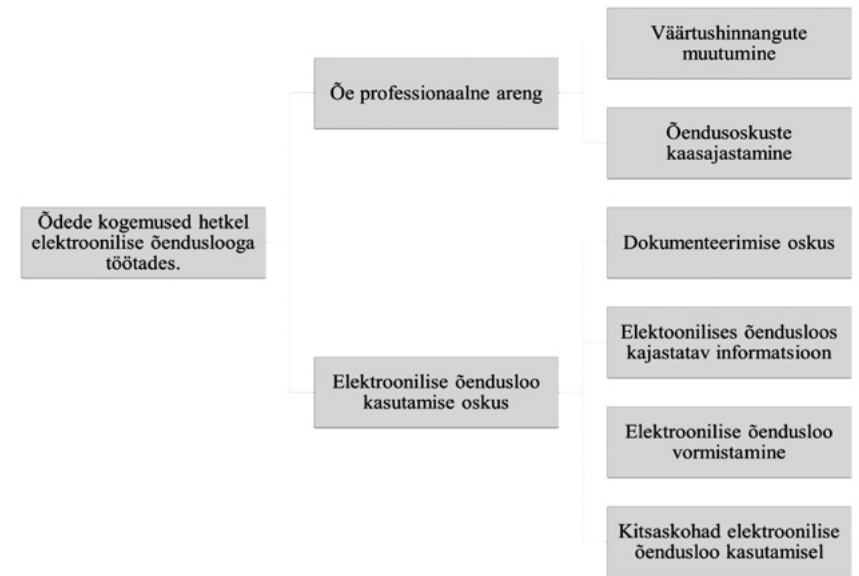 Õdede kogemused hetkel
elektroonilise õenduslooga
töötades.
Õe professionaalne areng
Väärtushinnangute
muutumine
Õendusoskuste
kaasajastamine
Elektroonilise õendusloo
kasutamise oskus
Dokumenteerimise oskus
Elektoonilises õendusloos
kajastatav informatsioon
Elektroonilise õendusloo
vormistamine
Kitsaskohad elektroonilise
õendusloo kasutamisel